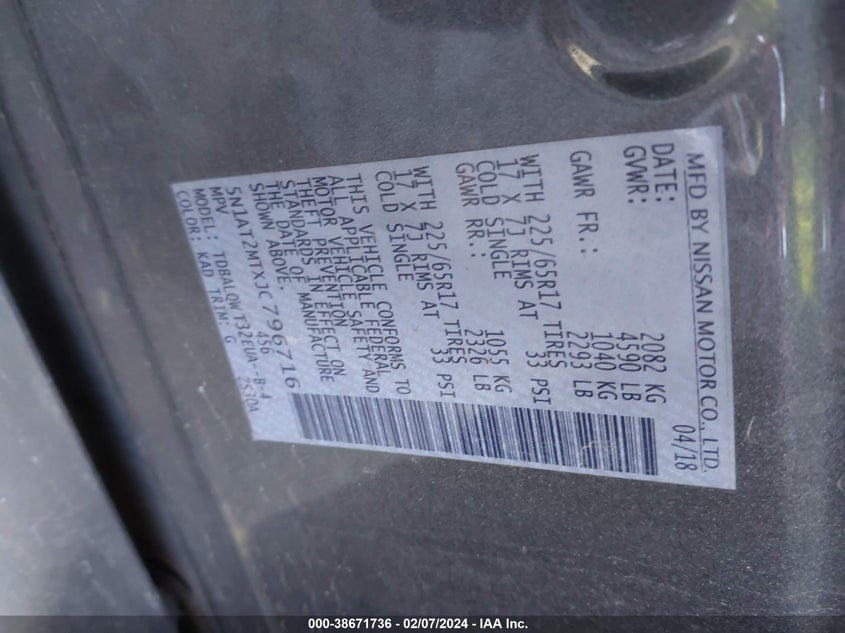 MFD BY NISSAN MOTOR CO., LTD.
DATE: 04/18
GVWR: 2082 KG
4590 LB
GAWR FR.: 1040 KG
2293 LB
WITH 225/65R17 TIRES
17 X 7J RIMS AT 33 PSI
COLD SINGLE
GAWR RR.: 1055 KG
2326 LB
WITH 225/65R17 TIRES
17 X 7J RIMS AT 33 PSI
COLD SINGLE
THIS VEHICLE CONFORMS TO
ALL APPLICABLE FEDERAL
MOTOR VEHICLE SAFETY AND
THEFT PREVENTION
STANDARDS IN EFFECT ON
THE DATE OF MANUFACTURE
SHOWN ABOVE.
5N1AT2MTXJC796716
MPV 456
MODEL: TDBALQWT32EUA--B-4
COLOR: KAD TRIM: G 2530A
000-38671736 - 02/07/2024 - IAA Inc.